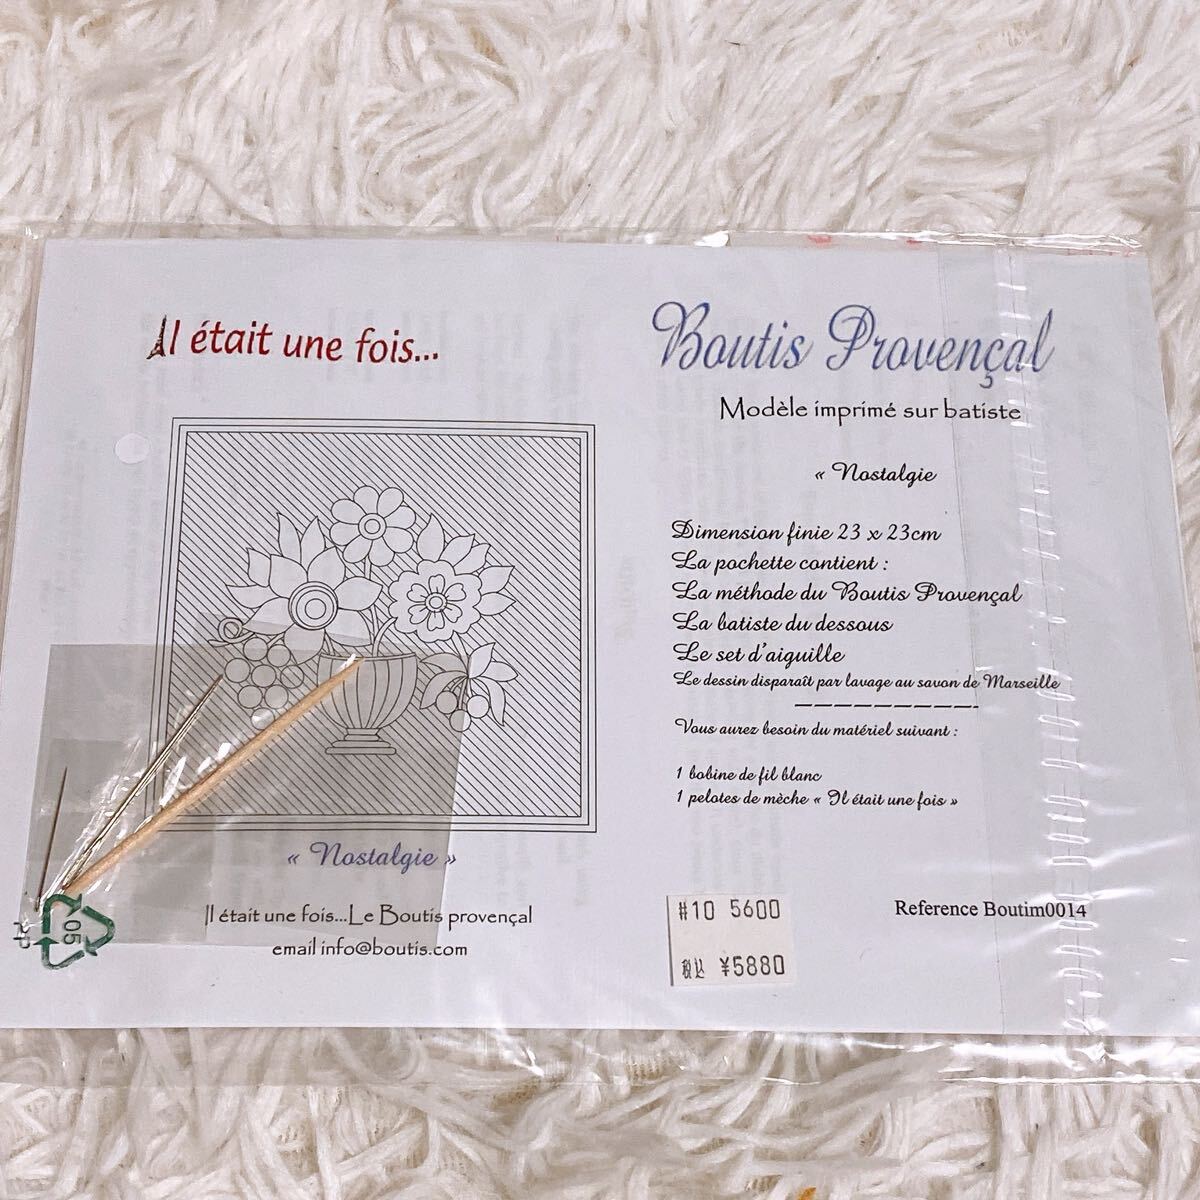 Il était une fois...
« Nostalgie »
Il était une fois...Le Boutis provençal
email info@boutis.com
05
PP
Boutis Provençal
Modèle imprimé sur batiste
« Nostalgie
Dimension finie 23 x 23cm
La pochette contient :
La méthode du Boutis Provençal
La batiste du dessous
Le set d'aiguille
Le dessin disparaît par lavage au savon de Marseille
Vous aurez besoin du matériel suivant :
1 bobine de fil blanc
1 pelotes de mèche « Il était une fois »
#10 5600
税込 ¥5880
Reference Boutim0014